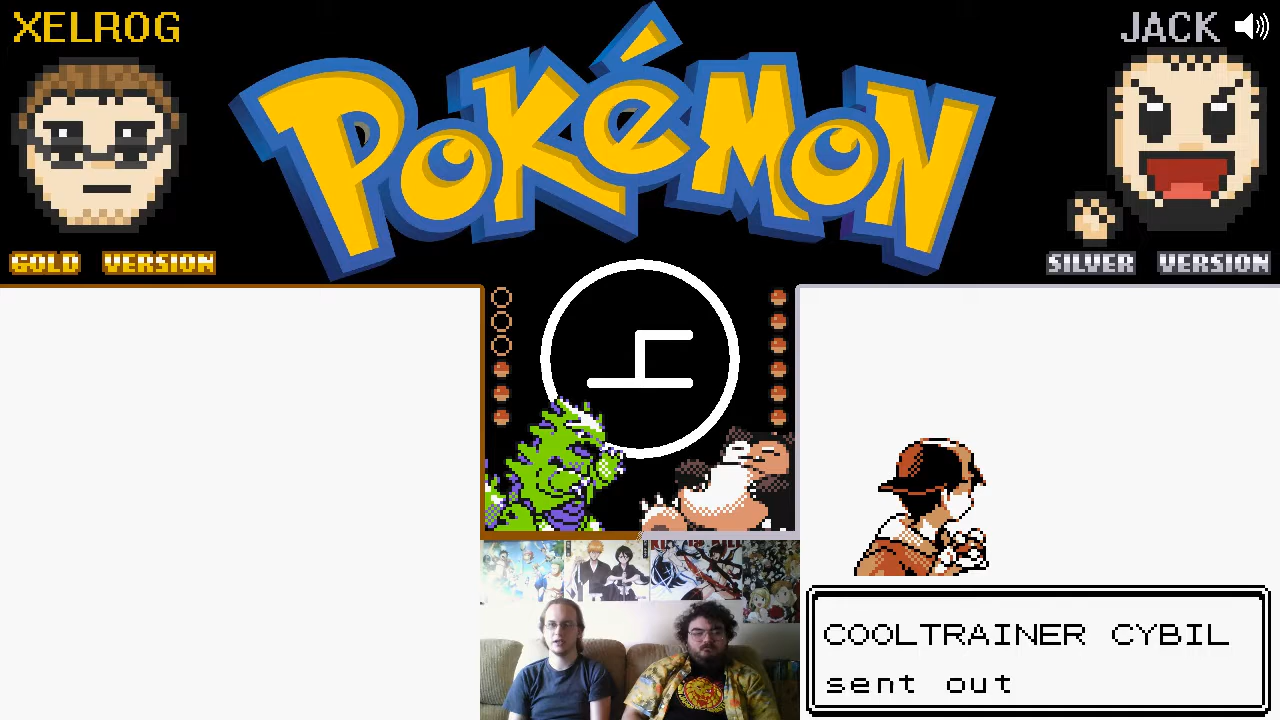 XELROG
JACK
POKéMON
GOLD VERSION
SILVER VERSION
COOLTRAINER CYBIL
sent out